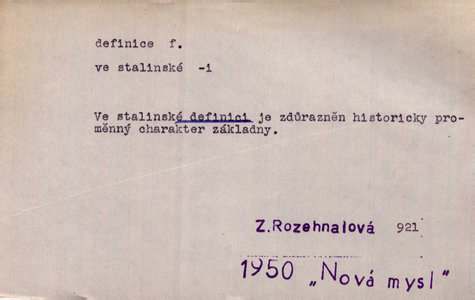 definice f.
ve stalinské -i
Ve stalinské definici je zdůrazněn historicky pro-
měnný charakter základny.
Z.Rozehnalová 921
1950 „Nová mysl"